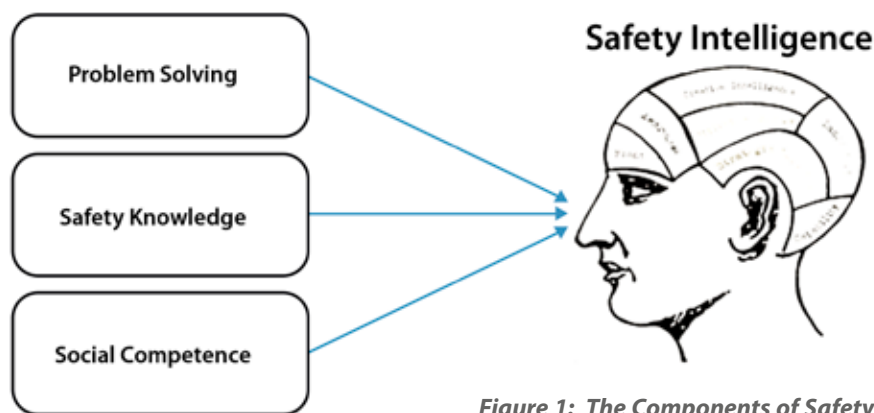 Safety Intelligence
Problem Solving
Safety Knowledge
Social Competence
Figure 1: The Components of Safety